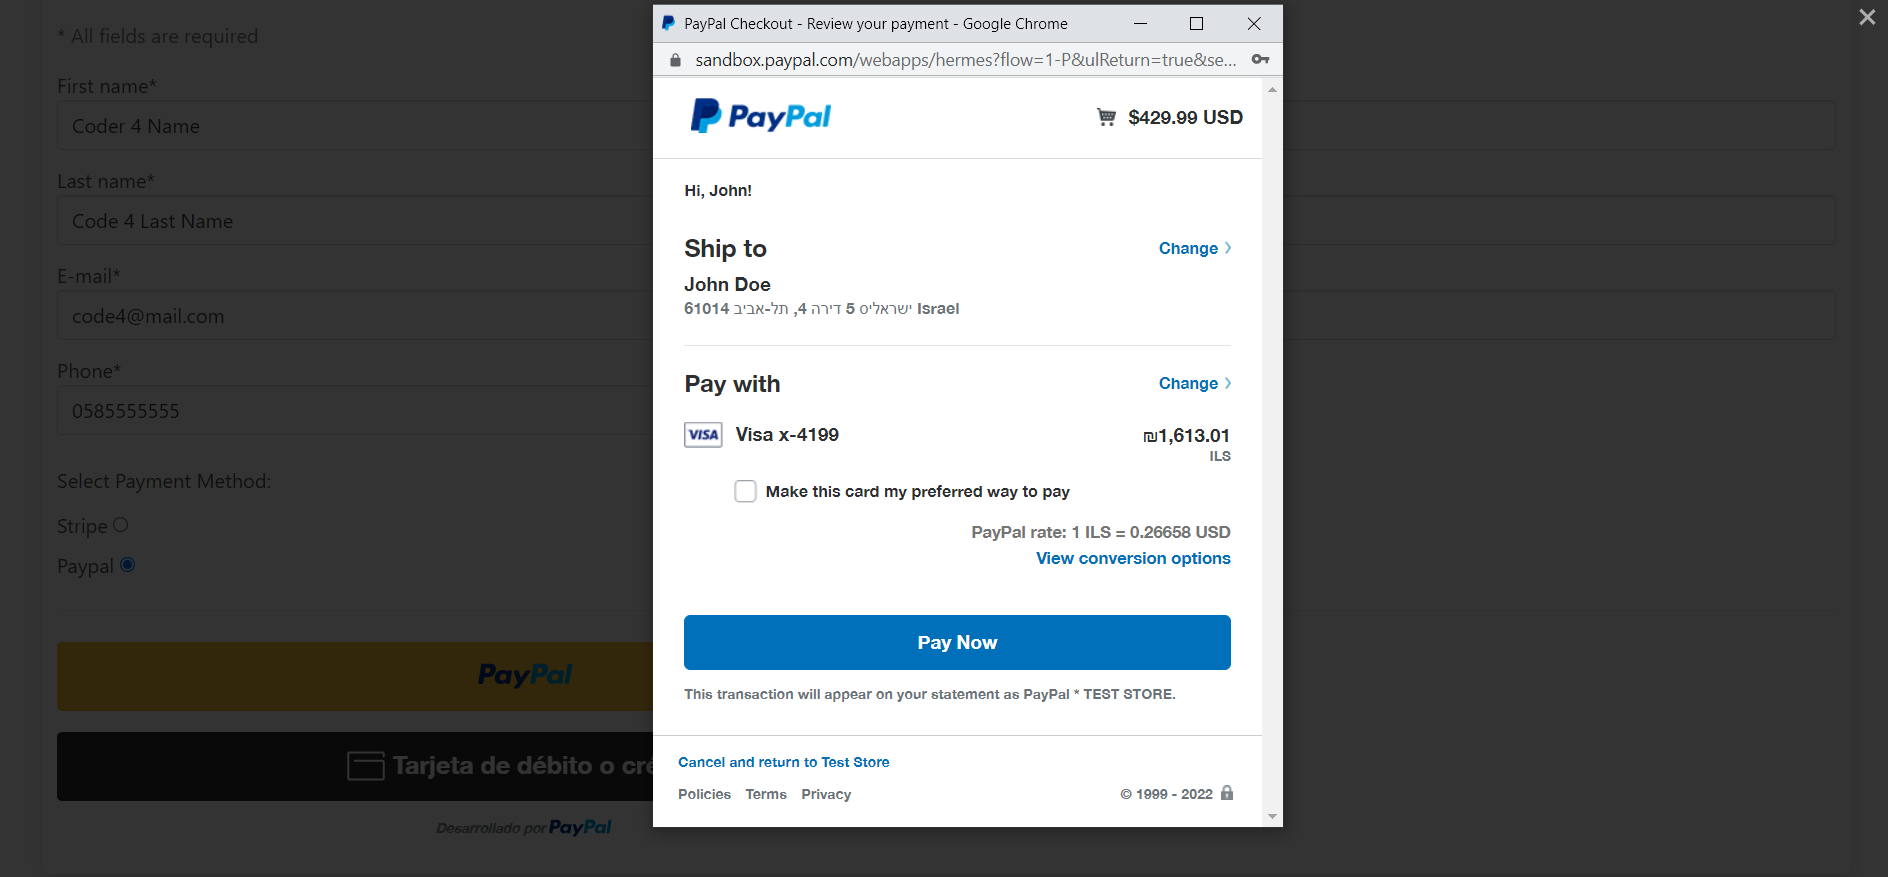 * All fields are required
First name*
Coder 4 Name
Last name*
Code 4 Last Name
E-mail*
code4@mail.com
Phone*
0585555555
Select Payment Method:
Stripe
Paypal
PayPal
Tarjeta de débito o cré
Desarrollado por PayPal
PayPal Checkout - Review your payment - Google Chrome
sandbox.paypal.com/webapps/hermes?flow=1-P&ulReturn=true&se...
PayPal
$429.99 USD
Hi, John!
Ship to
Change
John Doe
ישראליס 5 דירה 4, תל-אביב 61014 Israel
Pay with
Change
VISA
Visa x-4199
₪1,613.01
ILS
Make this card my preferred way to pay
PayPal rate: 1 ILS = 0.26658 USD
View conversion options
Pay Now
This transaction will appear on your statement as PayPal * TEST STORE.
Cancel and return to Test Store
Policies Terms Privacy
© 1999 - 2022